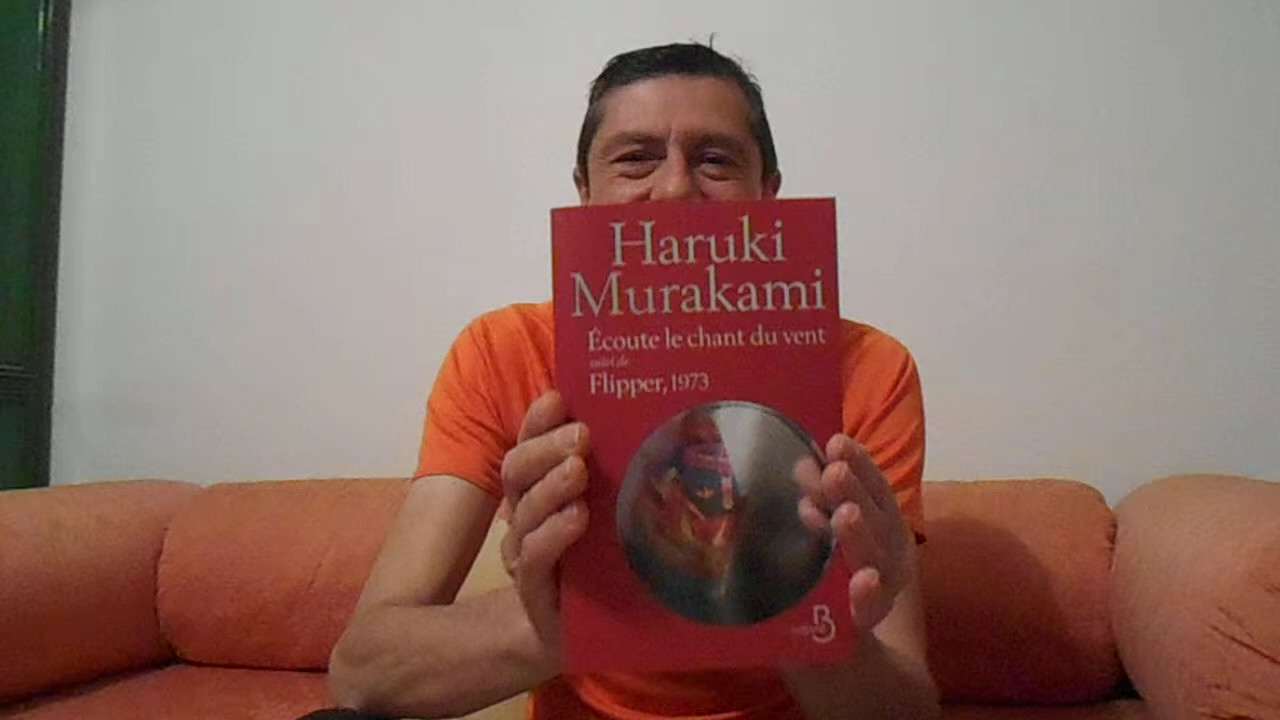 Haruki
Murakami
Écoute le chant du vent
suivi de
Flipper, 1973
B